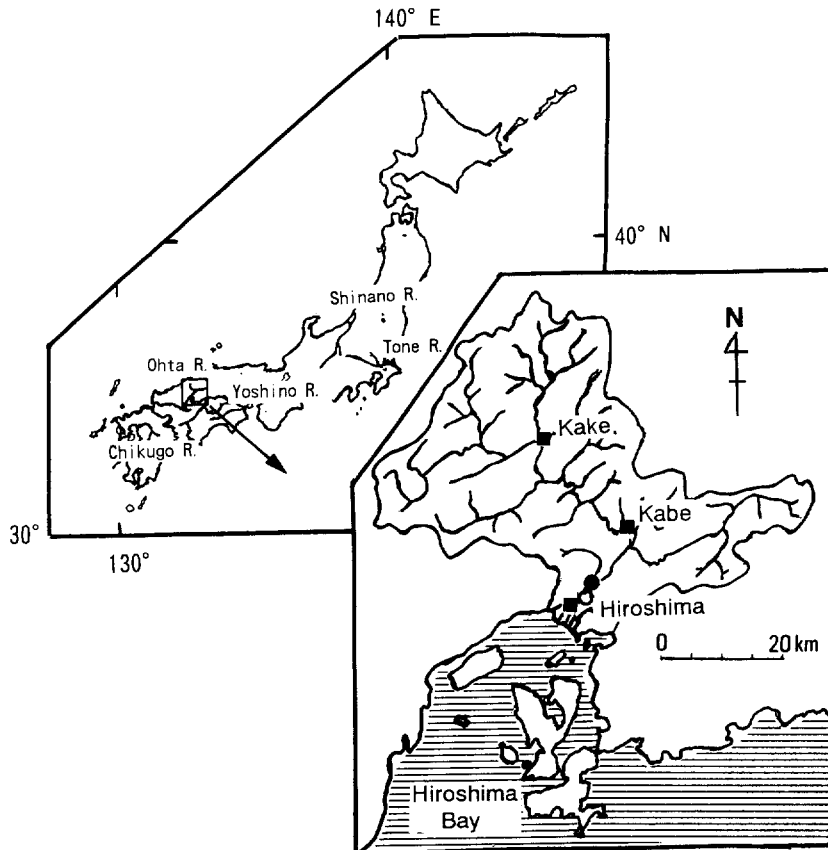 140° E
40° N
Shinano R.
Tone R.
Ohta R.
Yoshino R.
Chikugo R.
30°
130°
N
Kake
Kabe
Hiroshima
0 20 km
Hiroshima
Bay